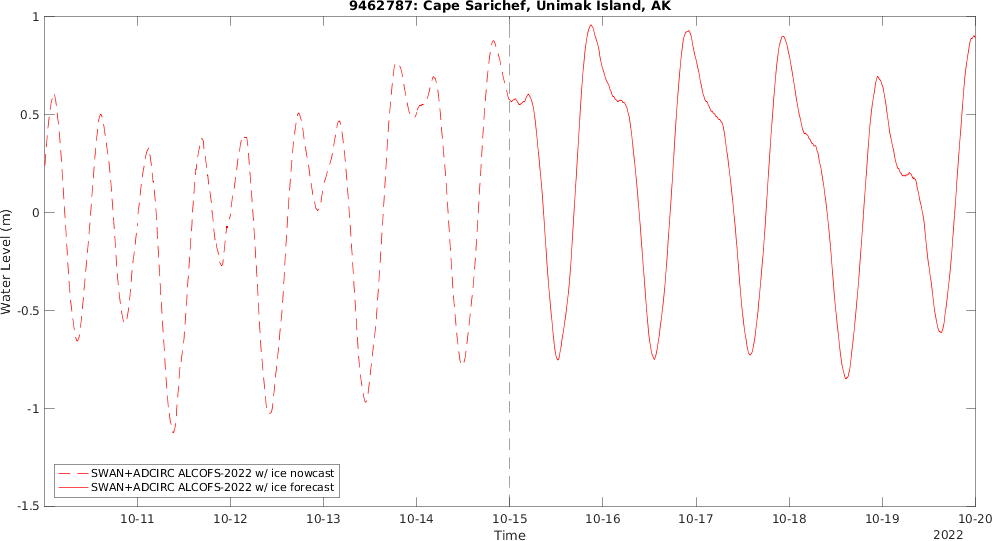 9462787: Cape Sarichef, Unimak Island, AK
1
0.5
0
-0.5
-1
-1.5
Water Level (m)
SWAN+ADCIRC ALCOFS-2022 w/ ice nowcast
SWAN+ADCIRC ALCOFS-2022 w/ ice forecast
10-11 10-12 10-13 10-14 10-15 10-16 10-17 10-18 10-19 10-20
Time
2022